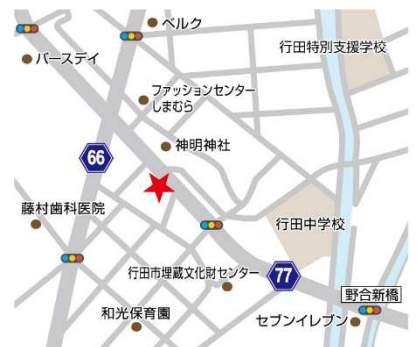 ベルク
行田特別支援学校
バースデイ
ファッションセンター
しまむら
神明神社
66
藤村歯科医院
行田中学校
行田市埋蔵文化財センター
77
野合新橋
和光保育園
セブンイレブン